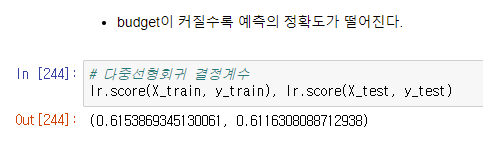 • budget이 커질수록 예측의 정확도가 떨어진다.
In [244]: # 다중선형회귀 결정계수
lr.score(X_train, y_train), lr.score(X_test, y_test)
Out[244]: (0.6153869345130061, 0.6116308088712938)